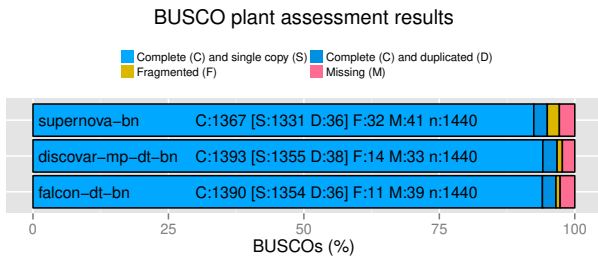 BUSCO plant assessment results
Complete (C) and single copy (S) Complete (C) and duplicated (D)
Fragmented (F) Missing (M)
supernova−bn C:1367 [S:1331 D:36] F:32 M:41 n:1440
discovar−mp−dt−bn C:1393 [S:1355 D:38] F:14 M:33 n:1440
falcon−dt−bn C:1390 [S:1354 D:36] F:11 M:39 n:1440
0 25 50 75 100
BUSCOs (%)